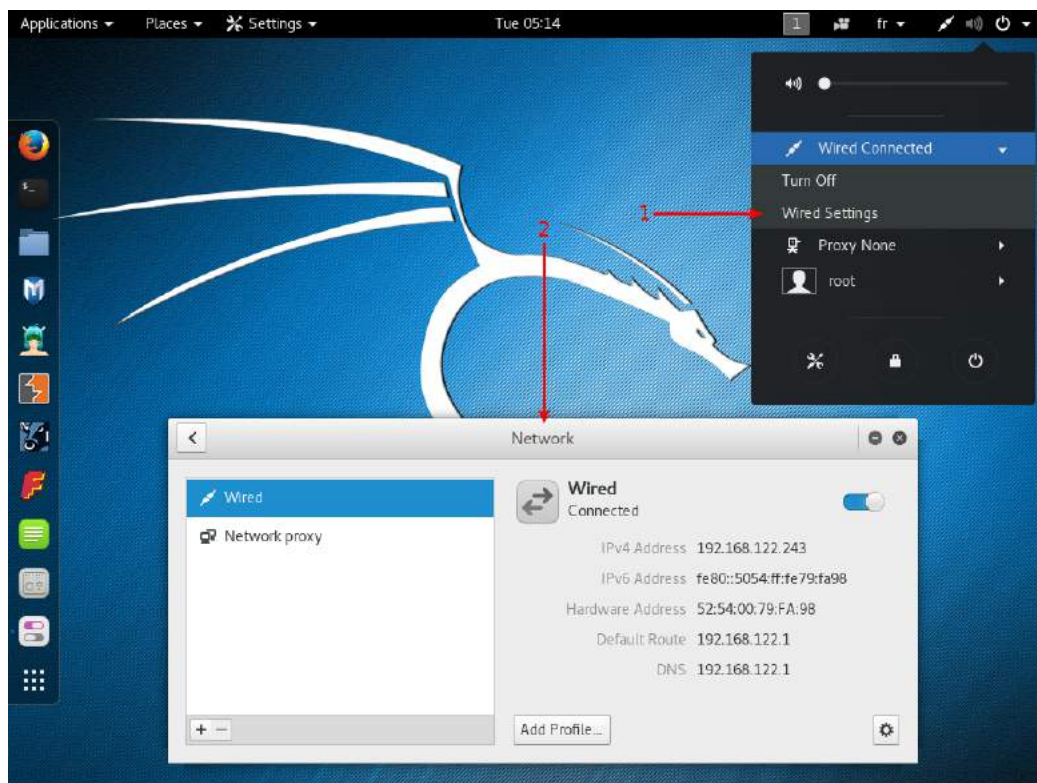 Applications Places Settings Tue 05:14 1 fr
Wired Connected
Turn Off
1 Wired Settings
2
Proxy None
root
Network
Wired
Network proxy
Wired
Connected
IPv4 Address 192.168.122.243
IPv6 Address fe80::5054:ff:fe79:fa98
Hardware Address 52:54:00:79:FA:98
Default Route 192.168.122.1
DNS 192.168.122.1
+ −
Add Profile...